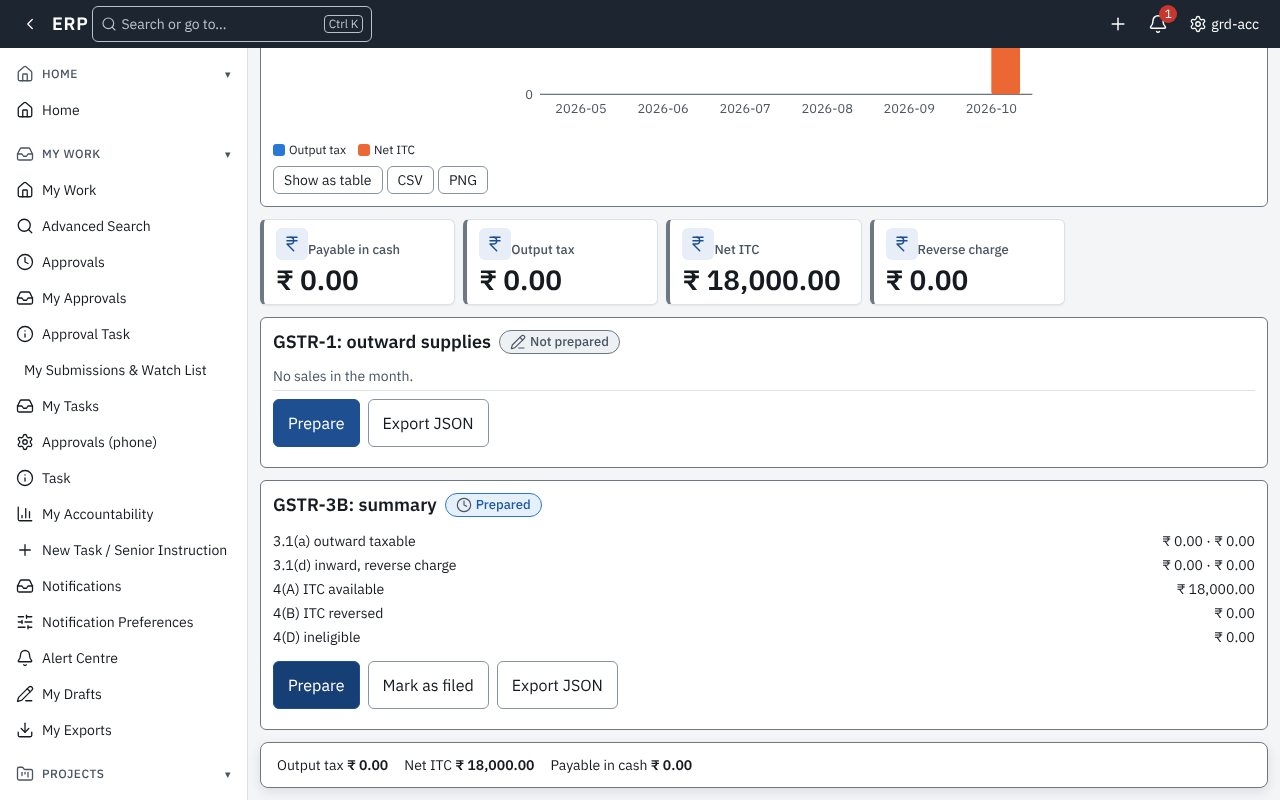 ERP
Search or go to...
Ctrl K
1
grd-acc
HOME
Home
MY WORK
My Work
Advanced Search
Approvals
My Approvals
Approval Task
My Submissions & Watch List
My Tasks
Approvals (phone)
Task
My Accountability
New Task / Senior Instruction
Notifications
Notification Preferences
Alert Centre
My Drafts
My Exports
PROJECTS
0
2026-05 2026-06 2026-07 2026-08 2026-09 2026-10
Output tax Net ITC
Show as table CSV PNG
₹ Payable in cash
₹ 0.00
₹ Output tax
₹ 0.00
₹ Net ITC
₹ 18,000.00
₹ Reverse charge
₹ 0.00
GSTR-1: outward supplies Not prepared
No sales in the month.
Prepare Export JSON
GSTR-3B: summary Prepared
3.1(a) outward taxable ₹ 0.00 · ₹ 0.00
3.1(d) inward, reverse charge ₹ 0.00 · ₹ 0.00
4(A) ITC available ₹ 18,000.00
4(B) ITC reversed ₹ 0.00
4(D) ineligible ₹ 0.00
Prepare Mark as filed Export JSON
Output tax ₹ 0.00 Net ITC ₹ 18,000.00 Payable in cash ₹ 0.00